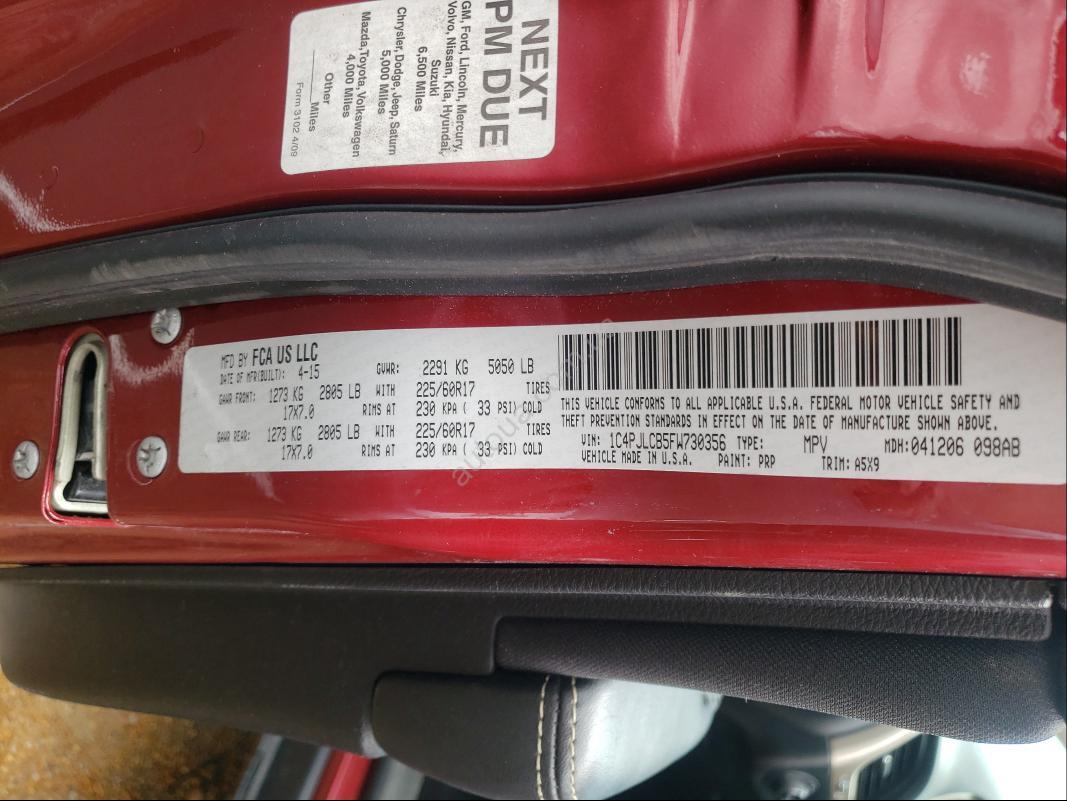 NEXT
PM DUE
GM, Ford, Lincoln, Mercury,
Volvo, Nissan, Kia, Hyundai,
Suzuki
6,500 Miles
Chrysler, Dodge, Jeep, Saturn
5,000 Miles
Mazda, Toyota, Volkswagen
4,000 Miles
Other
______Miles
Form 3102 4/09
MFD BY FCA US LLC
DATE OF MFR(BUILT): 4-15 GVWR: 2291 KG 5050 LB
GAWR FRONT: 1273 KG 2805 LB WITH 225/60R17 TIRES
17X7.0 RIMS AT 230 KPA ( 33 PSI) COLD
GAWR REAR: 1273 KG 2805 LB WITH 225/60R17 TIRES
17X7.0 RIMS AT 230 KPA ( 33 PSI) COLD
THIS VEHICLE CONFORMS TO ALL APPLICABLE U.S.A. FEDERAL MOTOR VEHICLE SAFETY AND
THEFT PREVENTION STANDARDS IN EFFECT ON THE DATE OF MANUFACTURE SHOWN ABOVE.
VIN: 1C4PJLCB5FW730356 TYPE: MPV MDH:041206 098AB
VEHICLE MADE IN U.S.A. PAINT: PRP TRIM: A5X9